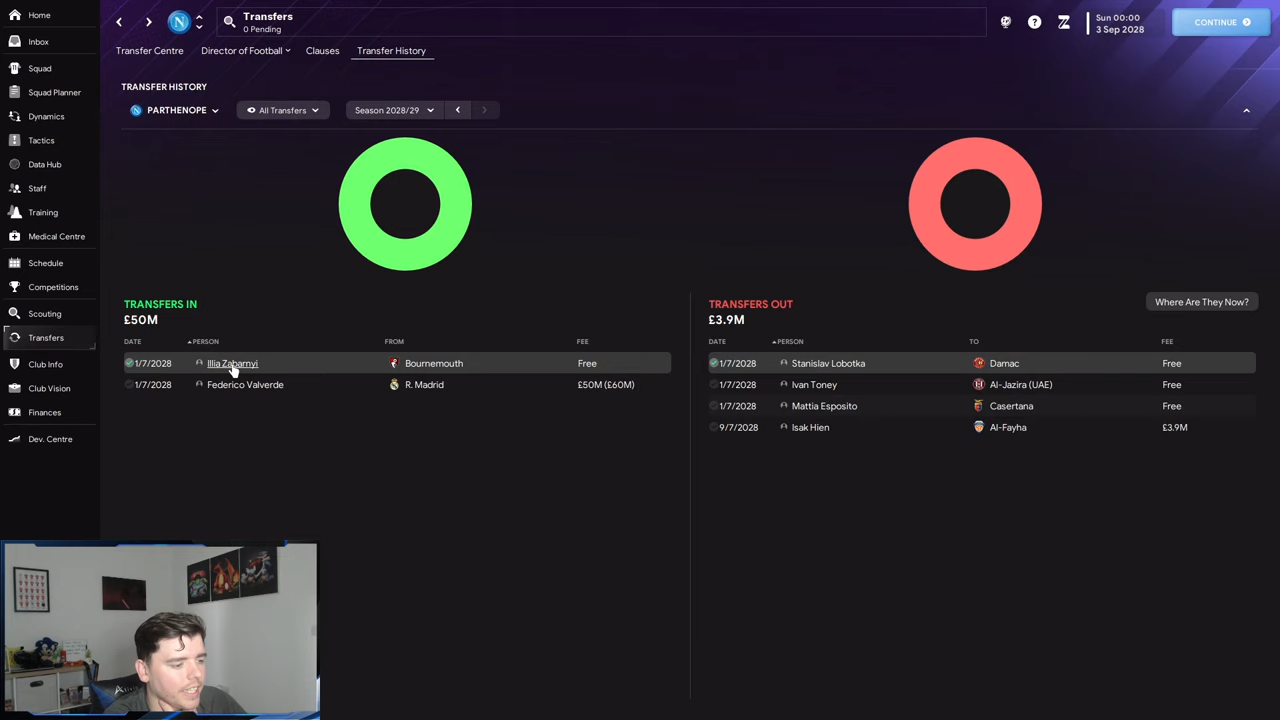 Home
Inbox
Squad
Squad Planner
Dynamics
Tactics
Data Hub
Staff
Training
Medical Centre
Schedule
Competitions
Scouting
Transfers
Club Info
Club Vision
Finances
Dev. Centre
Transfers
0 Pending
Sun 00:00
3 Sep 2028
CONTINUE
Transfer Centre Director of Football Clauses Transfer History
TRANSFER HISTORY
PARTHENOPE All Transfers Season 2028/29
TRANSFERS IN
£50M
DATE PERSON FROM FEE
1/7/2028 Illia Zabarnyi Bournemouth Free
1/7/2028 Federico Valverde R. Madrid £50M (£60M)
TRANSFERS OUT
£3.9M
Where Are They Now?
DATE PERSON TO FEE
1/7/2028 Stanislav Lobotka Damac Free
1/7/2028 Ivan Toney Al-Jazira (UAE) Free
1/7/2028 Mattia Esposito Casertana Free
9/7/2028 Isak Hien Al-Fayha £3.9M